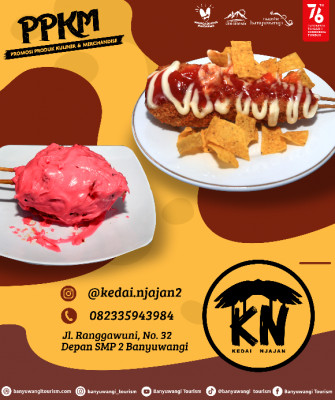 PPKM
PROMOSI PRODUK KULINER & MERCHANDISE
76
@kedai.njajan2
082335943984
Jl. Ranggawuni, No. 32
Depan SMP 2 Banyuwangi
KN
KEDAI NJAJAN
banyuwangitourism.com
banyuwangi_tourism
Banyuwangi Tourism
@banyuwangi_tourism
Banyuwangi Tourism